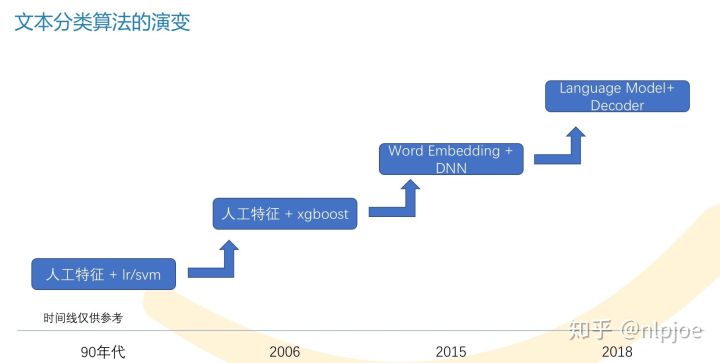 文本分类算法的演变
Language Model+
Decoder
Word Embedding +
DNN
人工特征 + xgboost
人工特征 + lr/svm
时间线仅供参考
知乎 @nlpjoe
90年代
2006
2015
2018